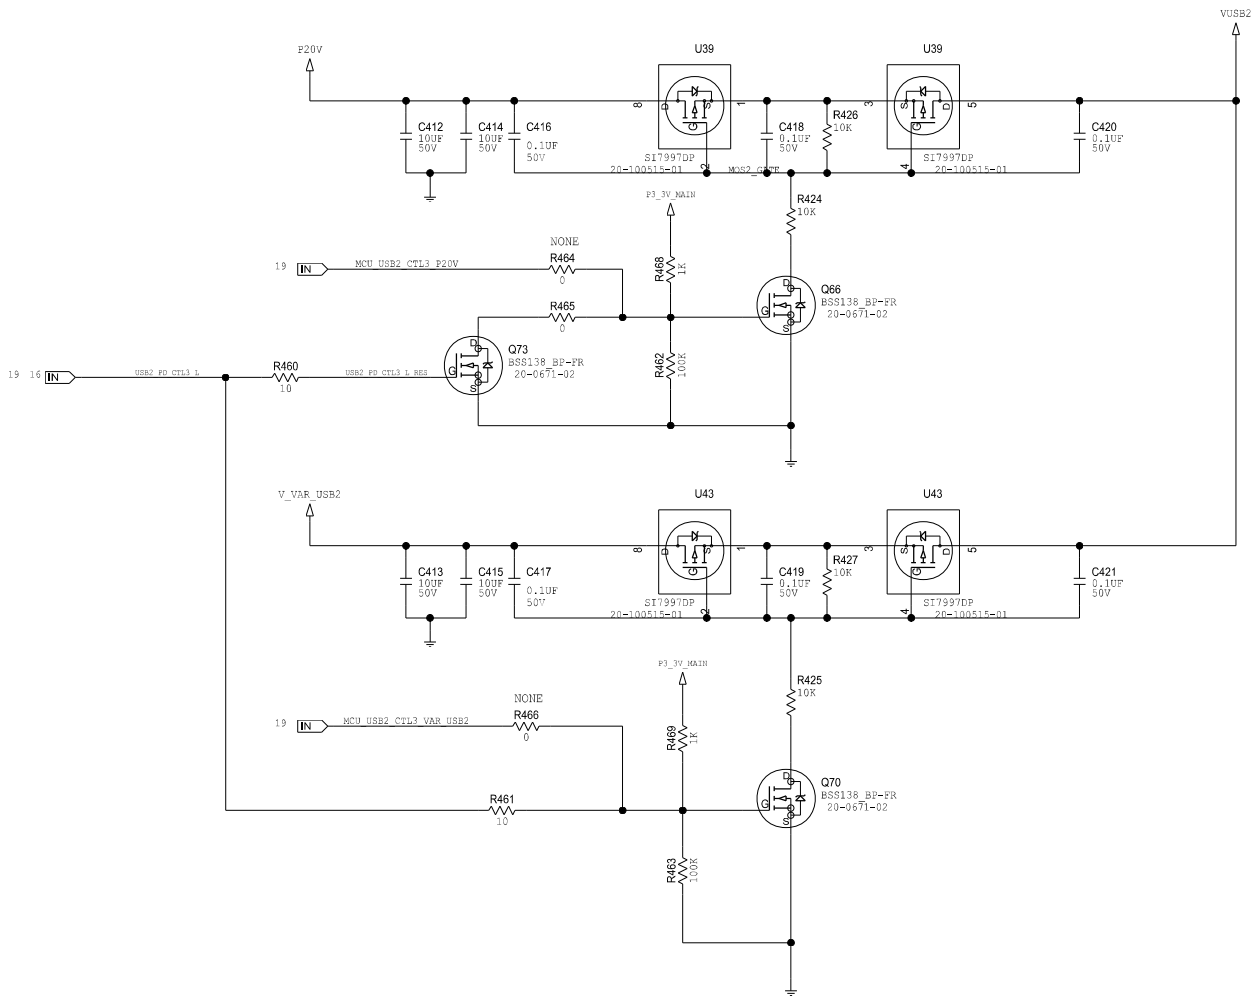 VUSB2
P20V
U39
U39
8
D
S
G
1
2
3
S
D
G
5
4
C412
10UF
50V
C414
10UF
50V
C416
0.1UF
50V
C418
0.1UF
50V
R426
10K
C420
0.1UF
50V
SI7997DP
20-100515-01
MOS2_GATE
SI7997DP
20-100515-01
P3_3V_MAIN
R424
10K
NONE
R464
0
19 IN MCU_USB2_CTL3_P20V
R468
1K
R465
0
D
G
S
Q66
BSS138_BP-FR
20-0671-02
D
G
S
Q73
BSS138_BP-FR
20-0671-02
R462
100K
19 16 IN USB2_PD_CTL3_L
R460
10
USB2_PD_CTL3_L_RES
V_VAR_USB2
U43
U43
8
D
S
G
1
2
3
S
D
G
5
4
C413
10UF
50V
C415
10UF
50V
C417
0.1UF
50V
C419
0.1UF
50V
R427
10K
C421
0.1UF
50V
SI7997DP
20-100515-01
SI7997DP
20-100515-01
P3_3V_MAIN
R425
10K
NONE
R466
0
19 IN MCU_USB2_CTL3_VAR_USB2
R469
1K
D
G
S
Q70
BSS138_BP-FR
20-0671-02
R461
10
R463
100K